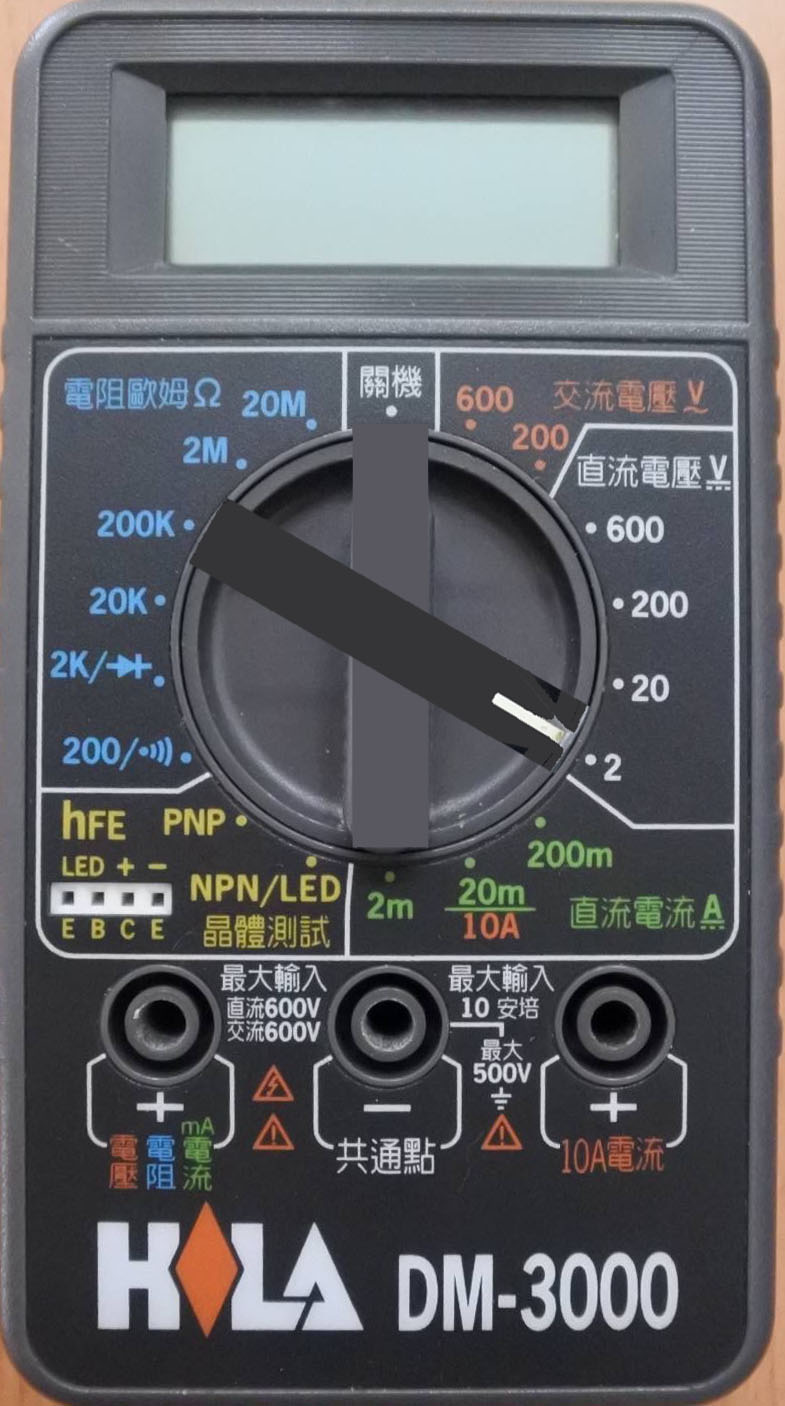 關機
電阻歐姆Ω
20M
2M
200K
20K
2K/
200/
600
交流電壓 V
200
直流電壓 V
600
200
20
2
hFE
PNP
LED + −
E B C E
NPN/LED
晶體測試
2m
20m
10A
200m
直流電流 A
最大輸入
直流600V
交流600V
最大輸入
10 安培
最大
500V
+
電壓
電阻
mA
電流
−
共通點
+
10A電流
HOLA DM-3000